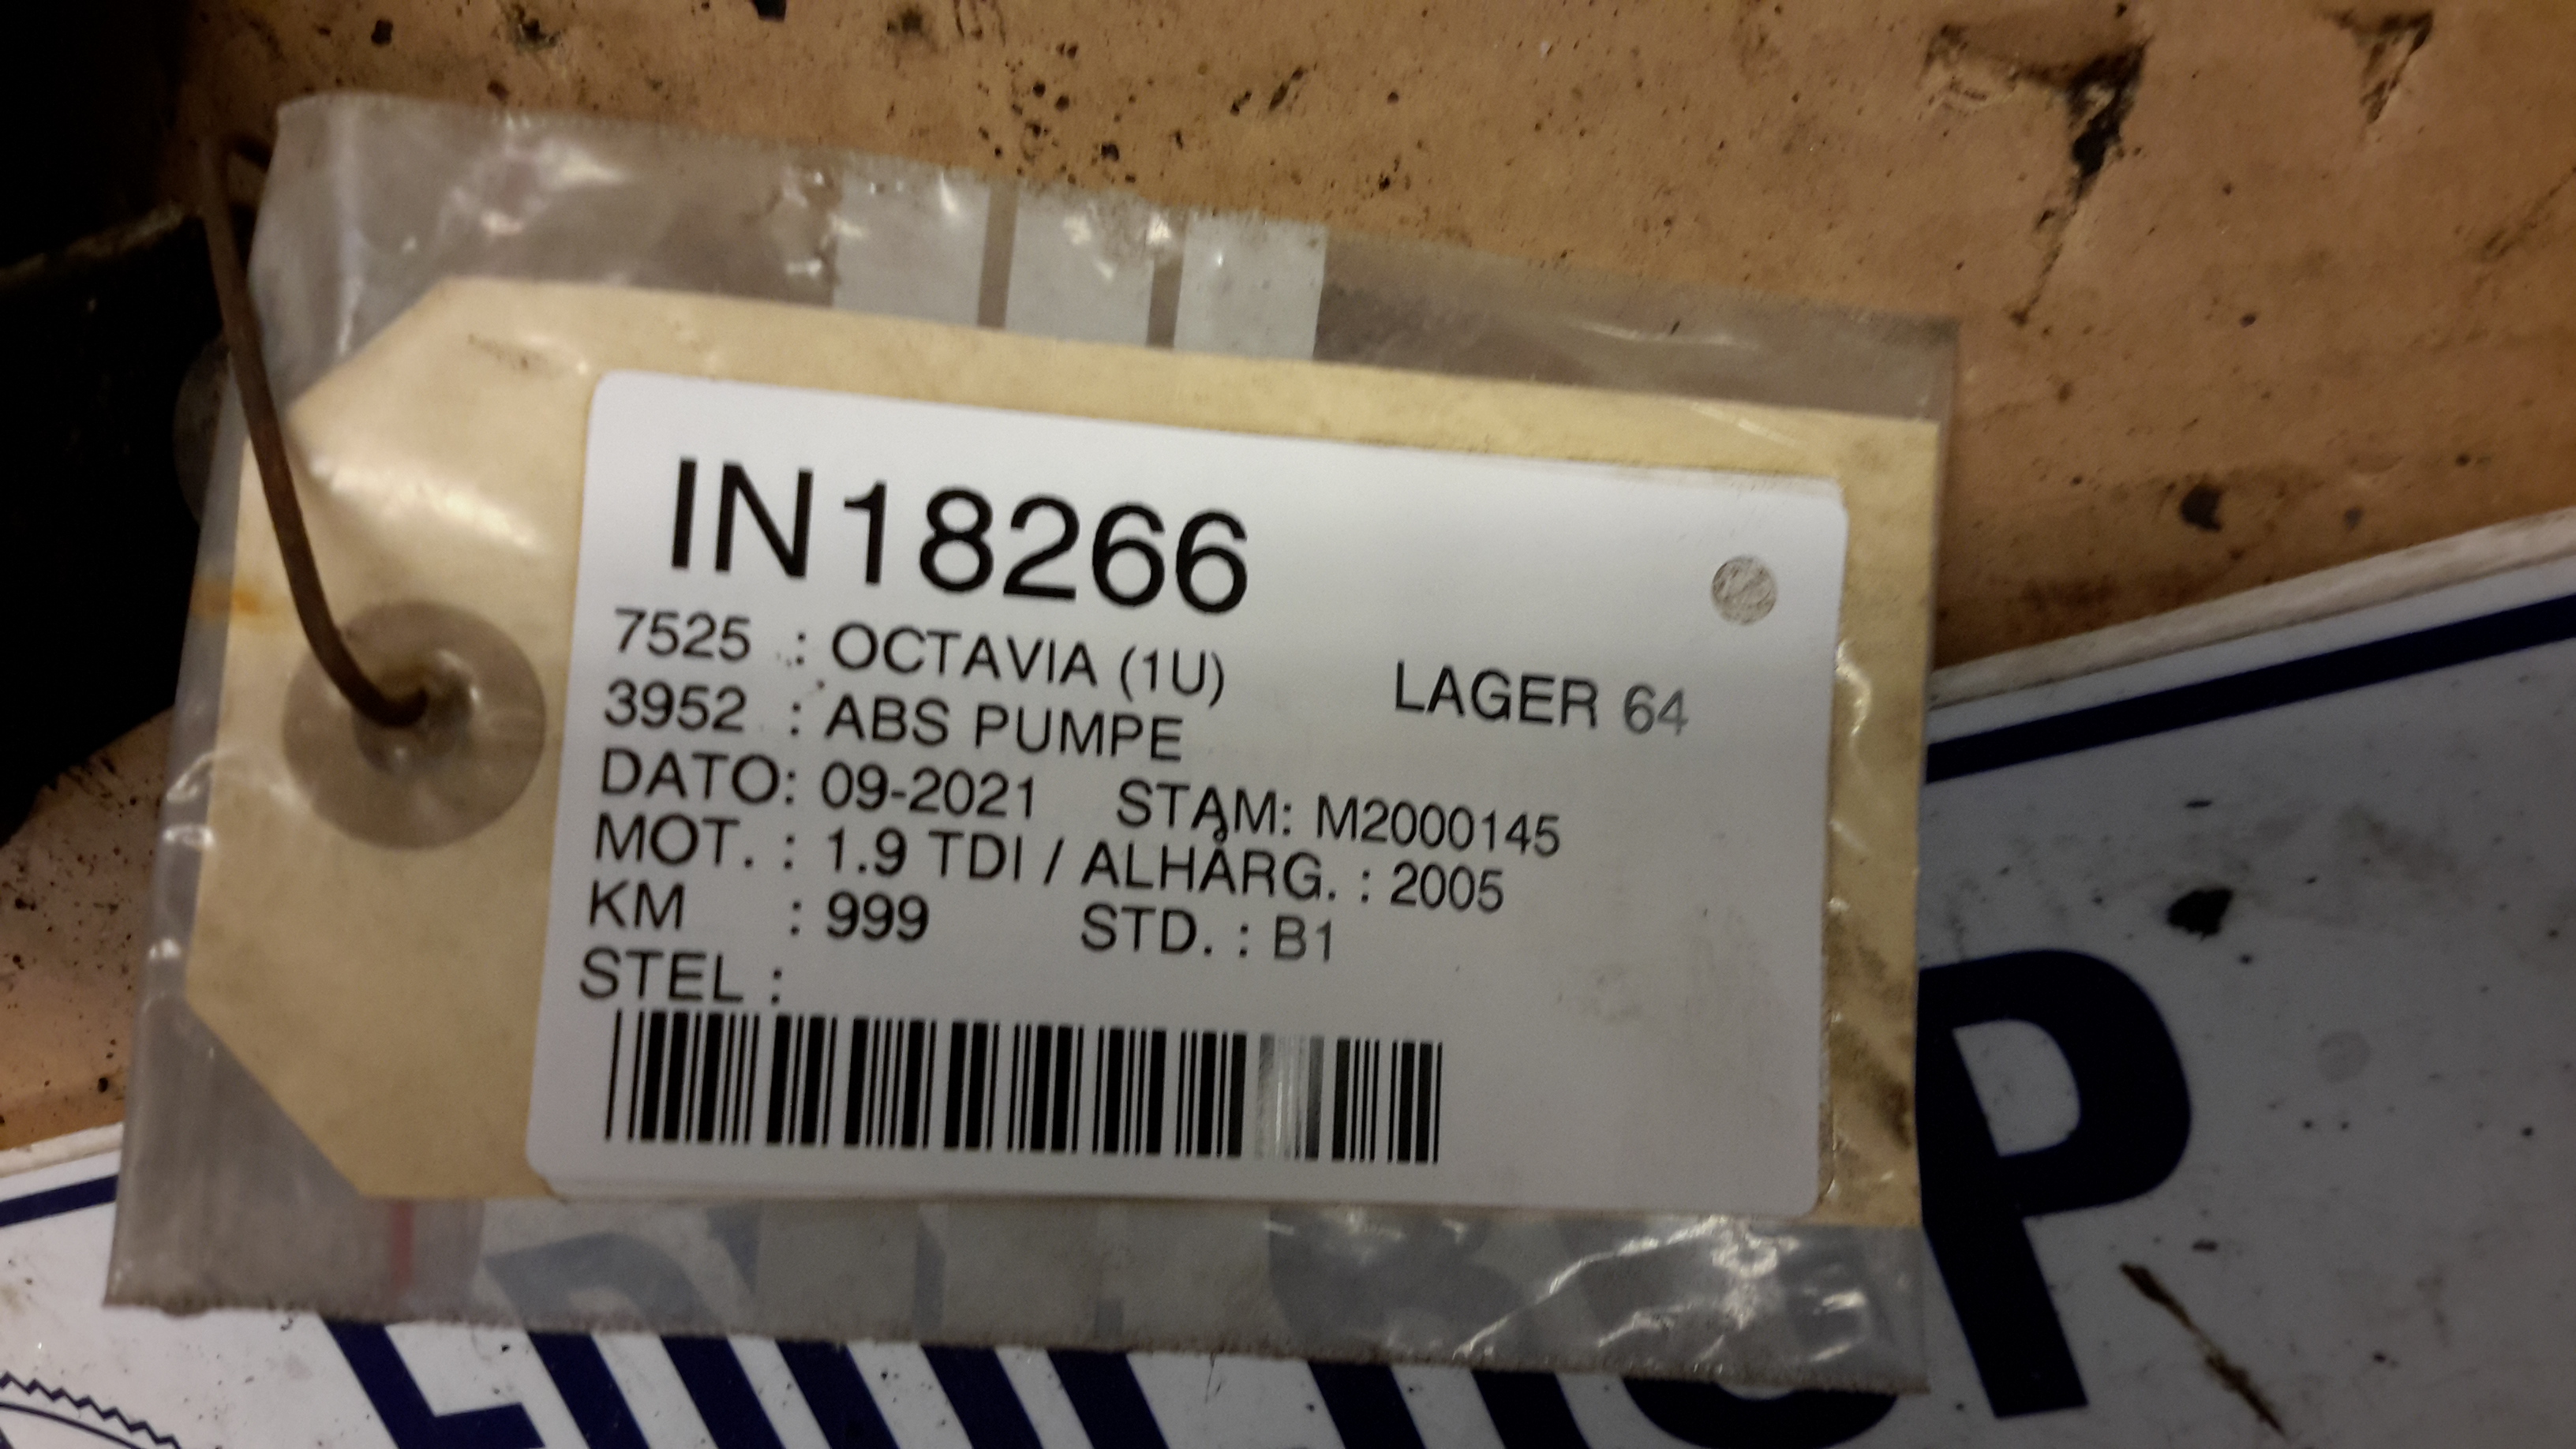 IN18266
7525 : OCTAVIA (1U) LAGER 64
3952 : ABS PUMPE
DATO: 09-2021 STAM: M2000145
MOT. : 1.9 TDI / ALHÅRG. : 2005
KM : 999 STD. : B1
STEL :